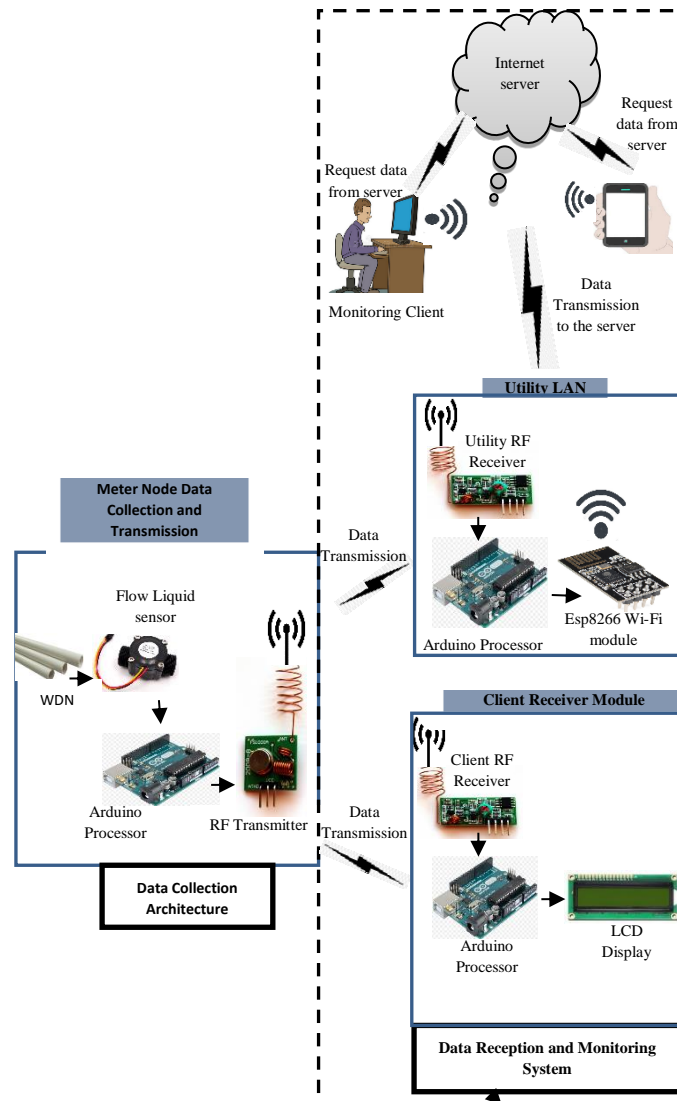 Internet
server
Request
data from
server
Request data
from server
Monitoring Client
Data
Transmission
to the server
Utility LAN
Utility RF
Receiver
Arduino Processor
Esp8266 Wi-Fi
module
Meter Node Data
Collection and
Transmission
Flow Liquid
sensor
WDN
Arduino
Processor
RF Transmitter
Data
Transmission
Data
Transmission
Data Collection
Architecture
Client Receiver Module
Client RF
Receiver
Arduino
Processor
LCD
Display
Data Reception and Monitoring
System